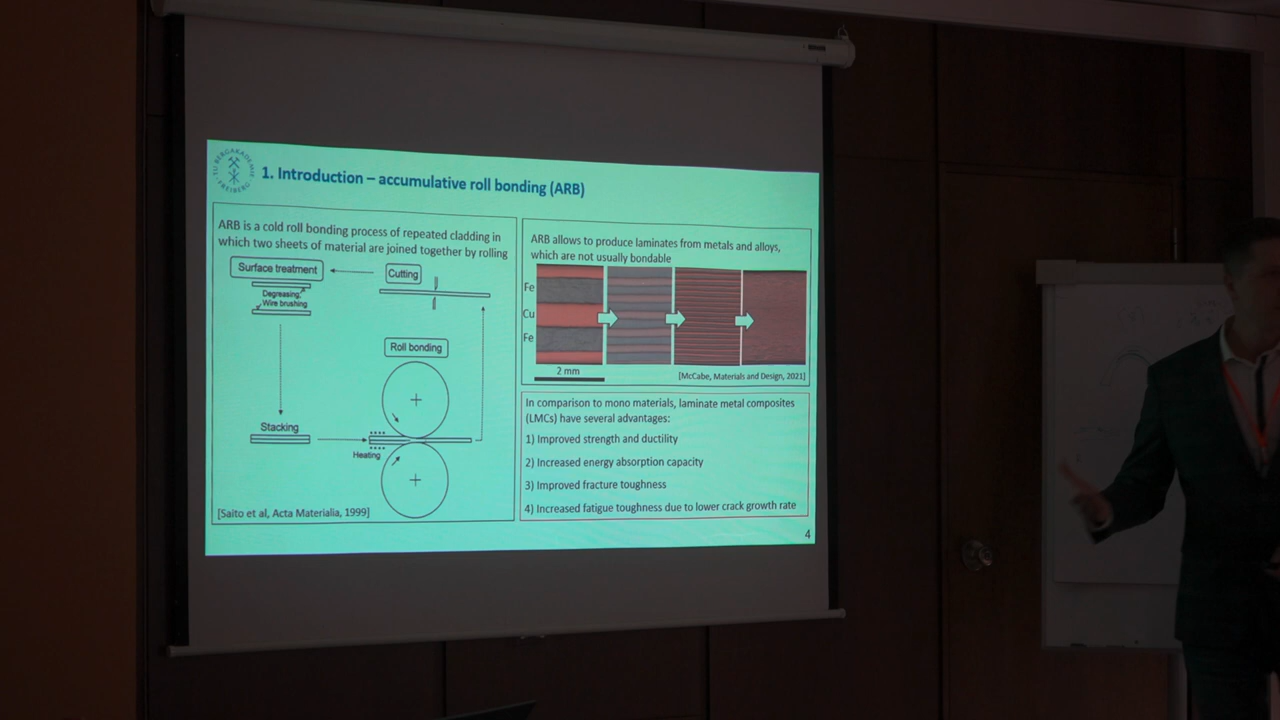 TU BERGAKADEMIE
FREIBERG
1. Introduction – accumulative roll bonding (ARB)
ARB is a cold roll bonding process of repeated cladding in
which two sheets of material are joined together by rolling
Surface treatment
Cutting
Degreasing,
Wire brushing
Roll bonding
Stacking
Heating
[Saito et al, Acta Materialia, 1999]
ARB allows to produce laminates from metals and alloys,
which are not usually bondable
Fe
Cu
Fe
2 mm
[McCabe, Materials and Design, 2021]
In comparison to mono materials, laminate metal composites
(LMCs) have several advantages:
1) Improved strength and ductility
2) Increased energy absorption capacity
3) Improved fracture toughness
4) Increased fatigue toughness due to lower crack growth rate
4